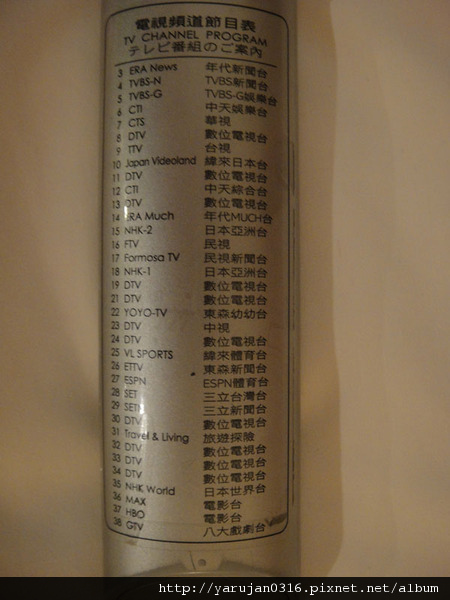 電視頻道節目表
TV CHANNEL PROGRAM
テレビ番組のご案內
3 ERA News 年代新聞台
4 TVBS-N TVBS新聞台
5 TVBS-G TVBS-G娛樂台
6 CTI 中天娛樂台
7 CTS 華視
8 DTV 數位電視台
9 TTV 台視
10 Japan Videoland 緯來日本台
11 DTV 數位電視台
12 CTI 中天綜合台
13 DTV 數位電視台
14 ERA Much 年代MUCH台
15 NHK-2 日本亞洲台
16 FTV 民視
17 Formosa TV 民視新聞台
18 NHK-1 日本亞洲台
19 DTV 數位電視台
21 DTV 數位電視台
22 YOYO-TV 東森幼幼台
23 DTV 中視
24 DTV 數位電視台
25 VL SPORTS 緯來體育台
26 ETTV 東森新聞台
27 ESPN ESPN體育台
28 SET 三立台灣台
29 SETN 三立新聞台
30 DTV 數位電視台
31 Travel & Living 旅遊探險
32 DTV 數位電視台
33 DTV 數位電視台
34 DTV 數位電視台
35 NHK World 日本世界台
36 MAX 電影台
37 HBO 電影台
38 GTV 八大戲劇台
http://yarujan0316.pixnet.net/album